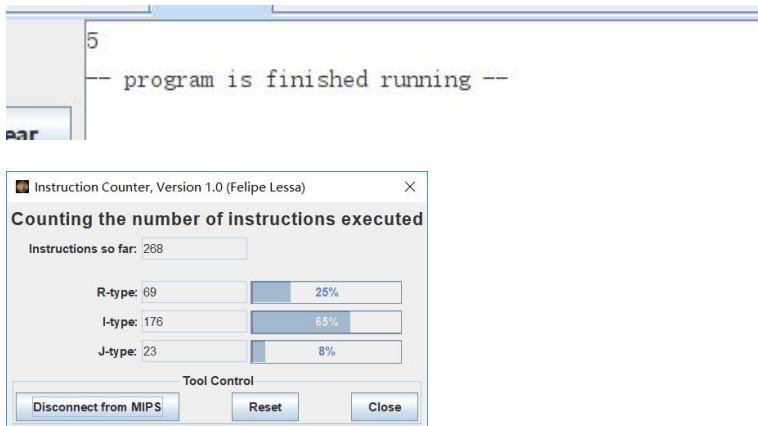 5
-- program is finished running --
Instruction Counter, Version 1.0 (Felipe Lessa)
Counting the number of instructions executed
Instructions so far: 268
R-type: 69 25%
I-type: 176 65%
J-type: 23 8%
Tool Control
Disconnect from MIPS Reset Close